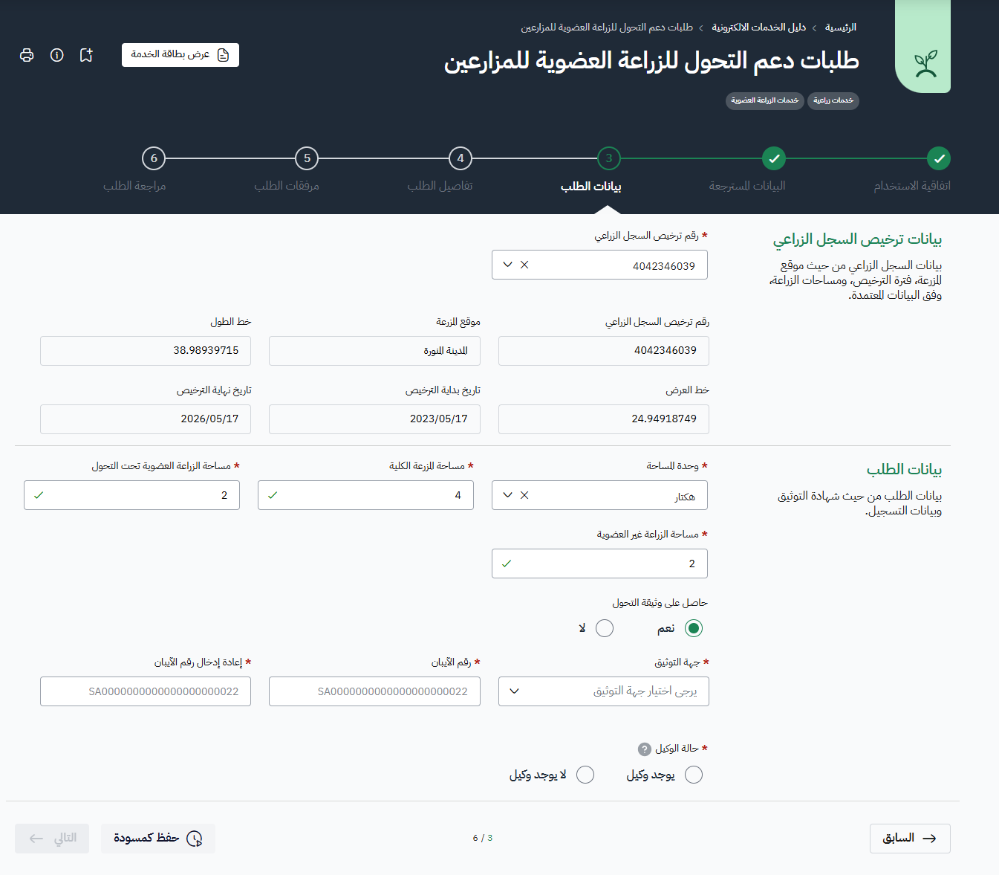 الرئيسية > دليل الخدمات الالكترونية > طلبات دعم التحول للزراعة العضوية للمزارعين
طلبات دعم التحول للزراعة العضوية للمزارعين
عرض بطاقة الخدمة
خدمات زراعية
خدمات الزراعة العضوية
3
4
5
6
اتفاقية الاستخدام
البيانات المسترجعة
بيانات الطلب
تفاصيل الطلب
مرفقات الطلب
مراجعة الطلب
بيانات ترخيص السجل الزراعي
بيانات السجل الزراعي من حيث موقع
المزرعة، فترة الترخيص، ومساحات الزراعة،
وفق البيانات المعتمدة.
* رقم ترخيص السجل الزراعي
4042346039
رقم ترخيص السجل الزراعي
موقع المزرعة
خط الطول
4042346039
المدينة المنورة
38.98939715
خط العرض
تاريخ بداية الترخيص
تاريخ نهاية الترخيص
24.94918749
2023/05/17
2026/05/17
بيانات الطلب
بيانات الطلب من حيث شهادة التوثيق
وبيانات التسجيل.
* وحدة المساحة
* مساحة المزرعة الكلية
* مساحة الزراعة العضوية تحت التحول
هكتار
4
2
* مساحة الزراعة غير العضوية
2
حاصل على وثيقة التحول
نعم
لا
* جهة التوثيق
* رقم الآيبان
* إعادة إدخال رقم الآيبان
يرجى اختيار جهة التوثيق
SA0000000000000000000022
SA0000000000000000000022
* حالة الوكيل ?
يوجد وكيل
لا يوجد وكيل
السابق
3 / 6
حفظ كمسودة
التالي